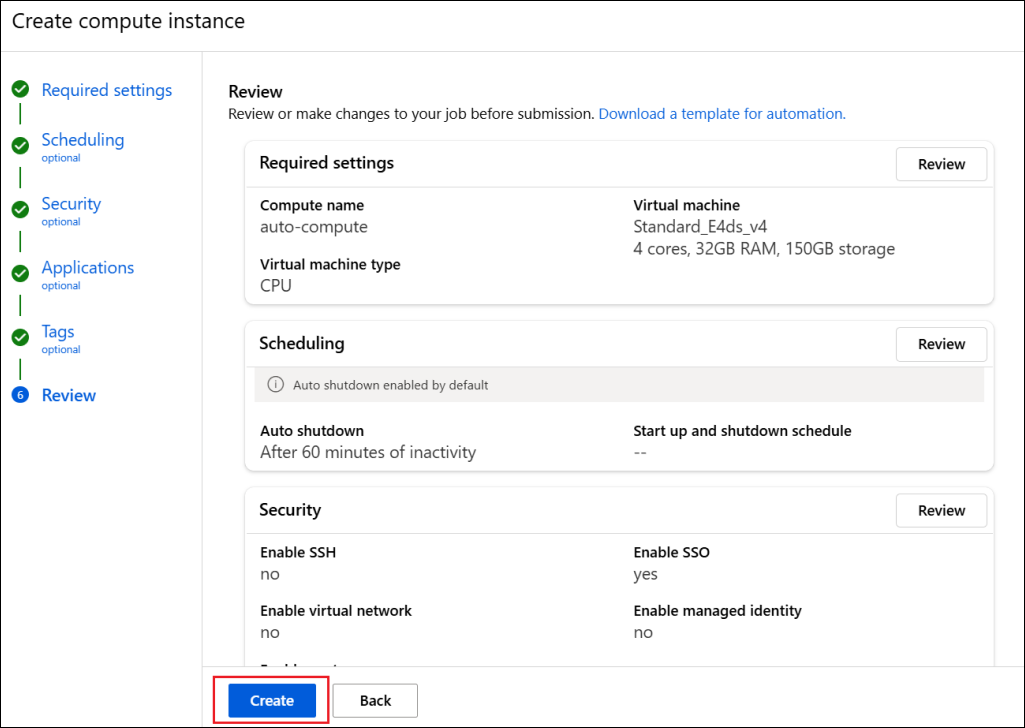 Create compute instance
Required settings
Scheduling
optional
Security
optional
Applications
optional
Tags
optional
6
Review
Review
Review or make changes to your job before submission. Download a template for automation.
Required settings
Review
Compute name
auto-compute
Virtual machine
Standard_E4ds_v4
4 cores, 32GB RAM, 150GB storage
Virtual machine type
CPU
Scheduling
Review
Auto shutdown enabled by default
Auto shutdown
After 60 minutes of inactivity
Start up and shutdown schedule
--
Security
Review
Enable SSH
no
Enable SSO
yes
Enable virtual network
no
Enable managed identity
no
Create
Back